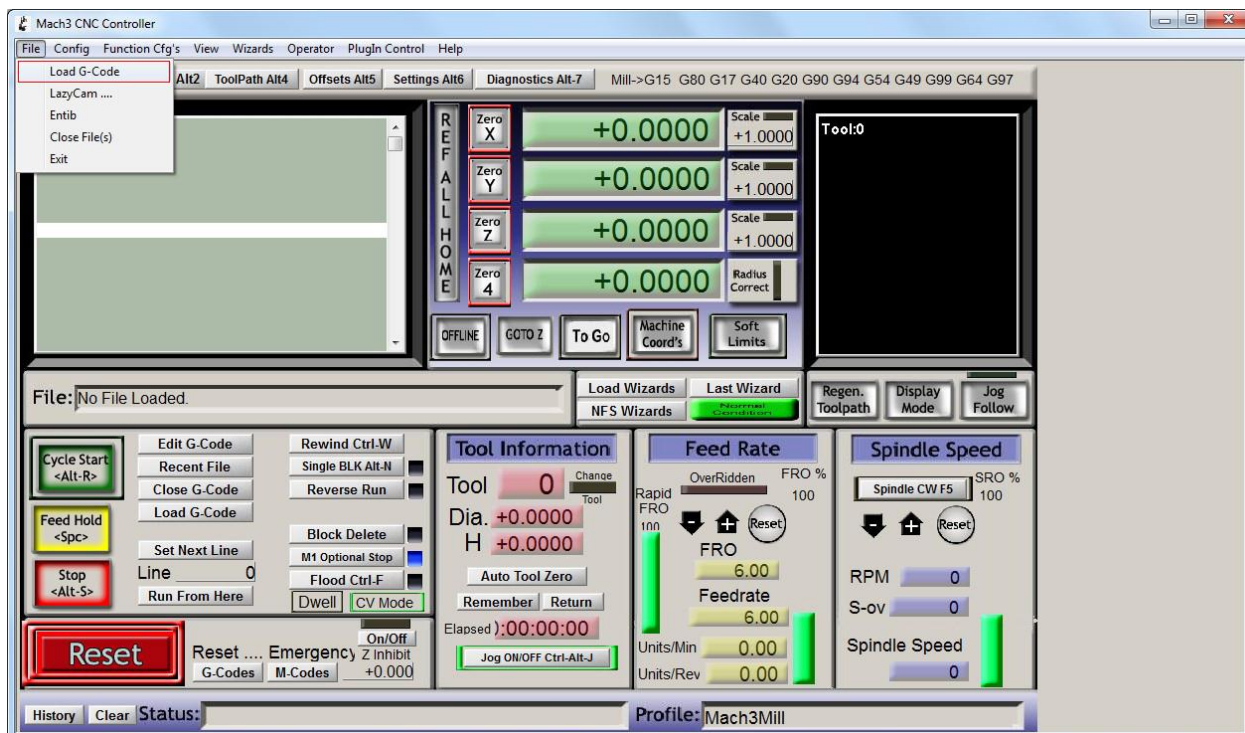 Mach3 CNC Controller
File Config Function Cfg's View Wizards Operator PlugIn Control Help
Load G-Code
LazyCam ....
Entib
Close File(s)
Exit
Alt2 ToolPath Alt4 Offsets Alt5 Settings Alt6 Diagnostics Alt-7 Mill->G15 G80 G17 G40 G20 G90 G94 G54 G49 G99 G64 G97
REF ALL HOME
Zero X +0.0000 Scale +1.0000
Zero Y +0.0000 Scale +1.0000
Zero Z +0.0000 Scale +1.0000
Zero 4 +0.0000 Radius Correct
OFFLINE GOTO Z To Go Machine Coord's Soft Limits
Tool:0
File: No File Loaded.
Load Wizards Last Wizard
NFS Wizards Normal Condition
Regen. Toolpath Display Mode Jog Follow
Cycle Start <Alt-R>
Feed Hold <Spc>
Stop <Alt-S>
Edit G-Code Rewind Ctrl-W
Recent File Single BLK Alt-N
Close G-Code Reverse Run
Load G-Code
Block Delete
Set Next Line M1 Optional Stop
Line 0 Flood Ctrl-F
Run From Here Dwell CV Mode
Reset
Reset .... Emergency
G-Codes M-Codes
On/Off
Z Inhibit
+0.000
Tool Information
Tool 0 Change Tool
Dia. +0.0000
H +0.0000
Auto Tool Zero
Remember Return
Elapsed ):00:00:00
Jog ON/OFF Ctrl-Alt-J
Feed Rate
OverRidden FRO %
100
Rapid FRO
100
Reset
FRO
6.00
Feedrate
6.00
Units/Min 0.00
Units/Rev 0.00
Spindle Speed
Spindle CW F5 SRO %
100
Reset
RPM 0
S-ov 0
Spindle Speed
0
History Clear Status: Profile: Mach3Mill